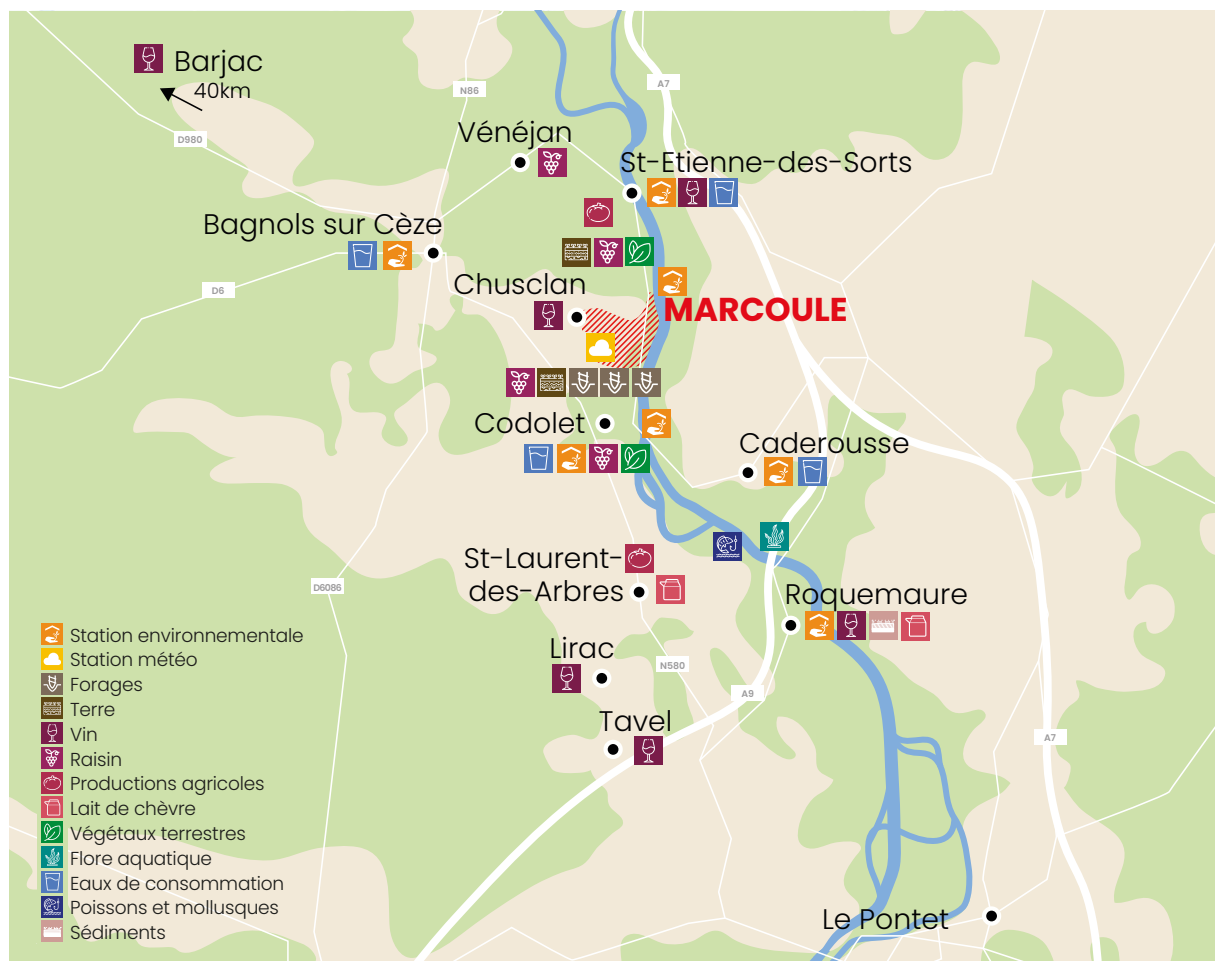 Barjac
40km
A7
N86
Vénéjan
D980
St-Etienne-des-Sorts
Bagnols sur Cèze
Chusclan
D6
MARCOULE
Codolet
Caderousse
St-Laurent-
des-Arbres
D6086
Roquemaure
Lirac
N580
A9
Tavel
A7
Le Pontet
Station environnementale
Station météo
Forages
Terre
Vin
Raisin
Productions agricoles
Lait de chèvre
Végétaux terrestres
Flore aquatique
Eaux de consommation
Poissons et mollusques
Sédiments